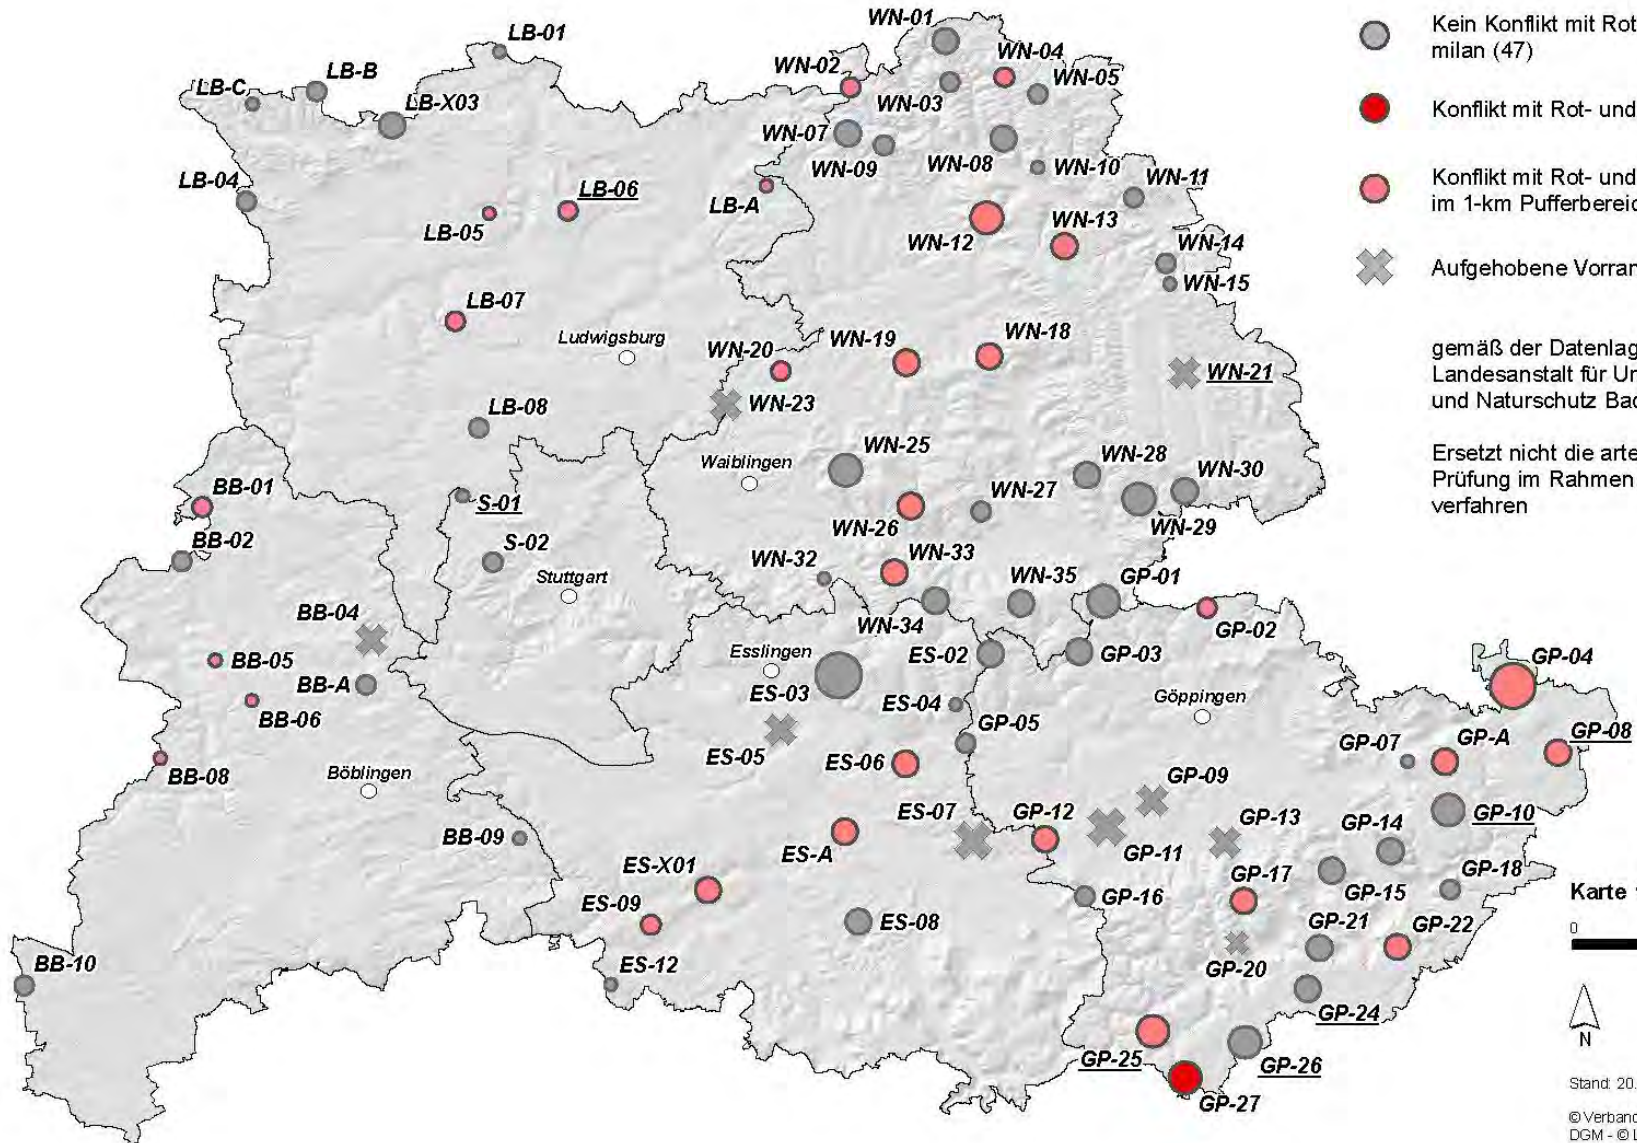 WN-01
LB-01
WN-04
WN-02
WN-05
LB-B
LB-C
WN-03
LB-X03
WN-07
WN-08
WN-09
WN-10
WN-11
LB-04
LB-06
LB-A
LB-05
WN-12
WN-13
WN-14
WN-15
LB-07
Ludwigsburg
WN-20
WN-19
WN-18
WN-21
WN-23
LB-08
WN-25
Waiblingen
WN-28
WN-30
BB-01
S-01
WN-27
WN-26
WN-29
BB-02
S-02
WN-32
WN-33
WN-35
GP-01
Stuttgart
BB-04
WN-34
GP-02
Esslingen
ES-02
GP-03
GP-04
BB-05
BB-A
ES-03
ES-04
Göppingen
BB-06
GP-05
GP-08
ES-05
ES-06
GP-07
GP-A
BB-08
Böblingen
GP-09
ES-07
GP-12
GP-13
GP-14
GP-10
BB-09
ES-A
GP-11
ES-X01
GP-17
GP-15
GP-18
ES-09
GP-16
ES-08
GP-21
GP-22
BB-10
ES-12
GP-20
GP-24
GP-25
GP-26
GP-27
Kein Konflikt mit Rot
milan (47)
Konflikt mit Rot- und
Konflikt mit Rot- und
im 1-km Pufferbereic
Aufgehobene Vorran
gemäß der Datenlag
Landesanstalt für Ur
und Naturschutz Bad
Ersetzt nicht die arte
Prüfung im Rahmen
verfahren
Karte
0
N
Stand: 20.
© Verband
DGM - © L